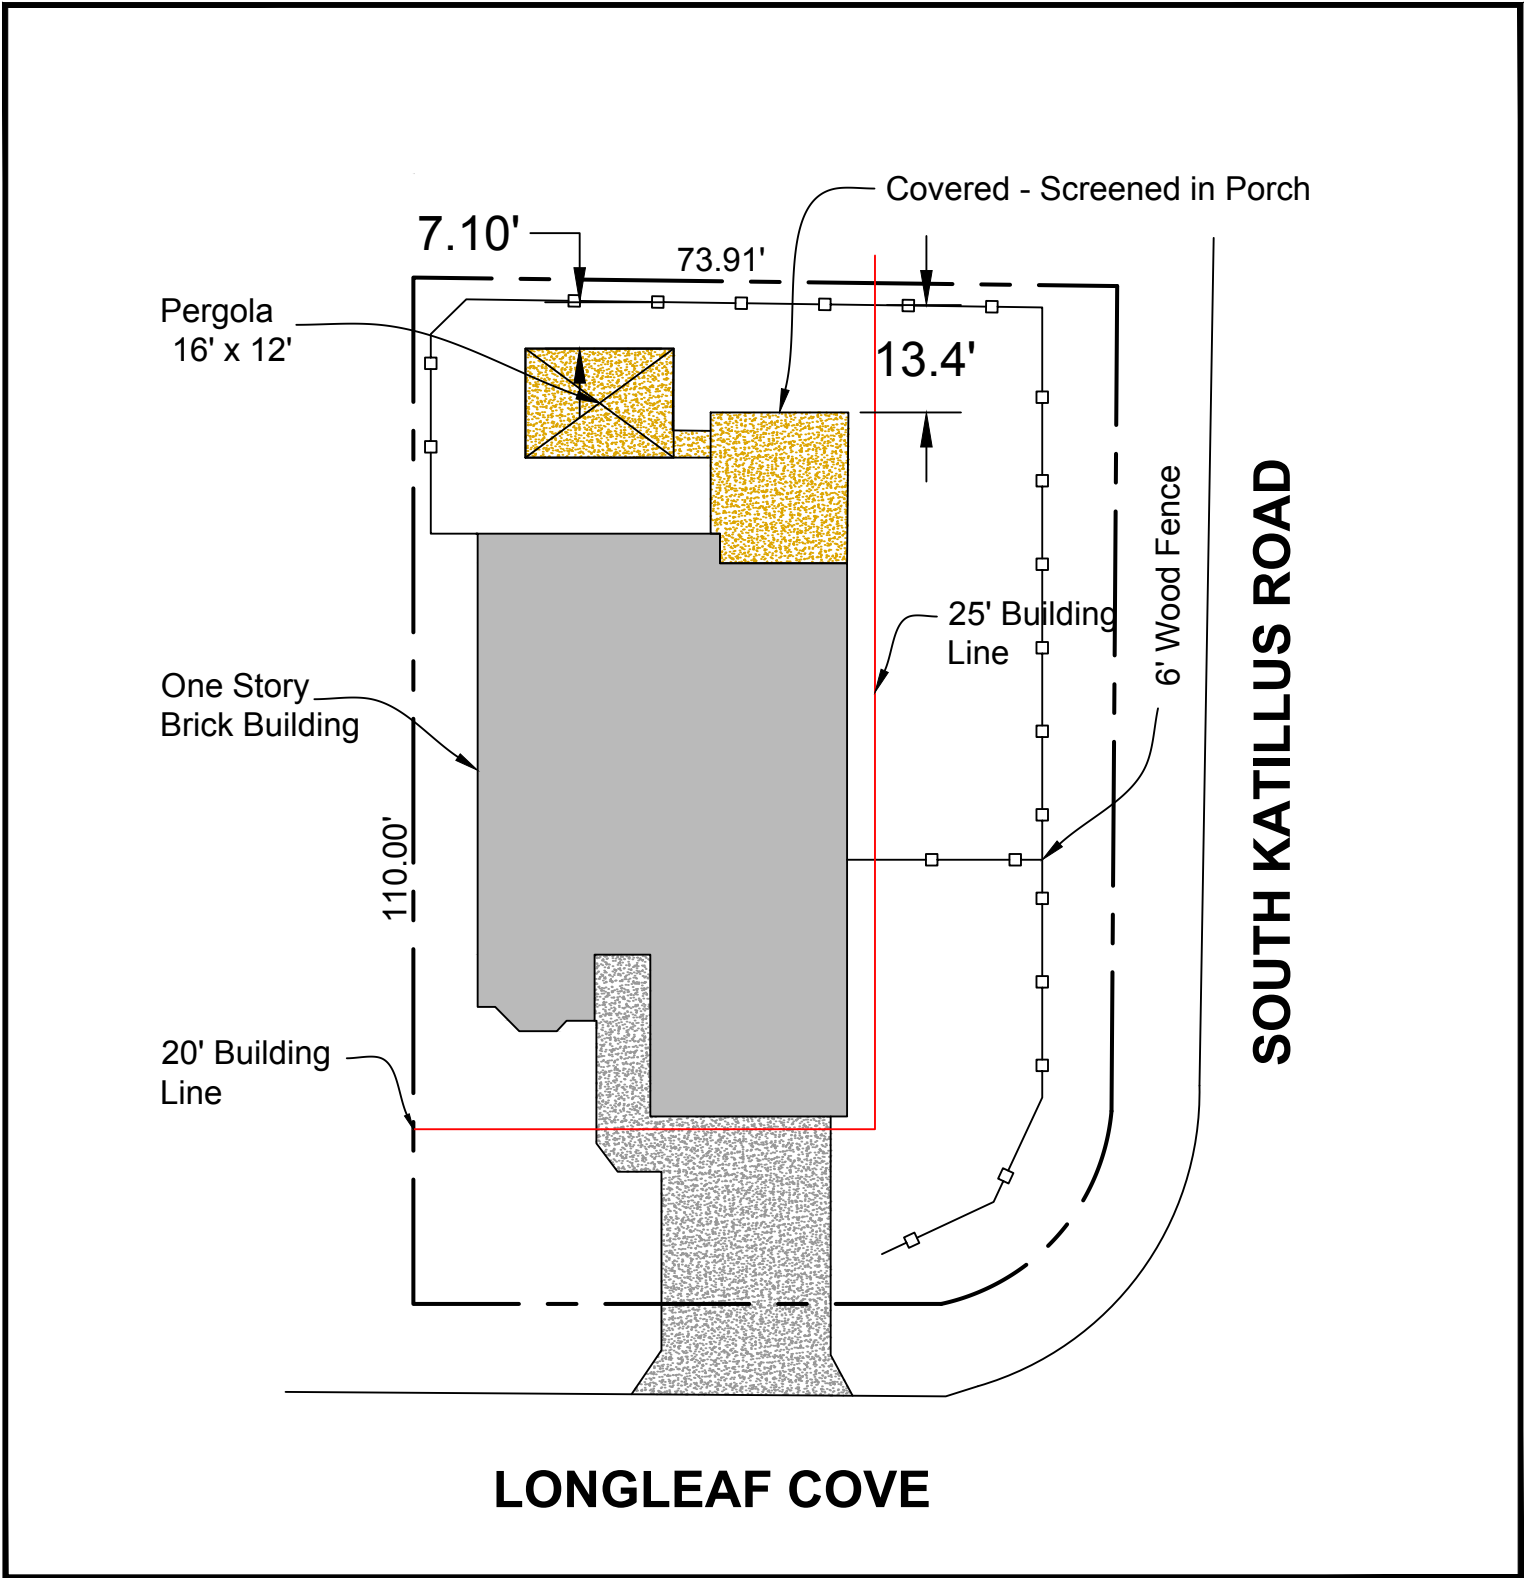 Covered - Screened in Porch
7.10'
73.91'
Pergola
16' x 12'
13.4'
6' Wood Fence
SOUTH KATILLUS ROAD
25' Building
Line
One Story
Brick Building
110.00'
20' Building
Line
LONGLEAF COVE